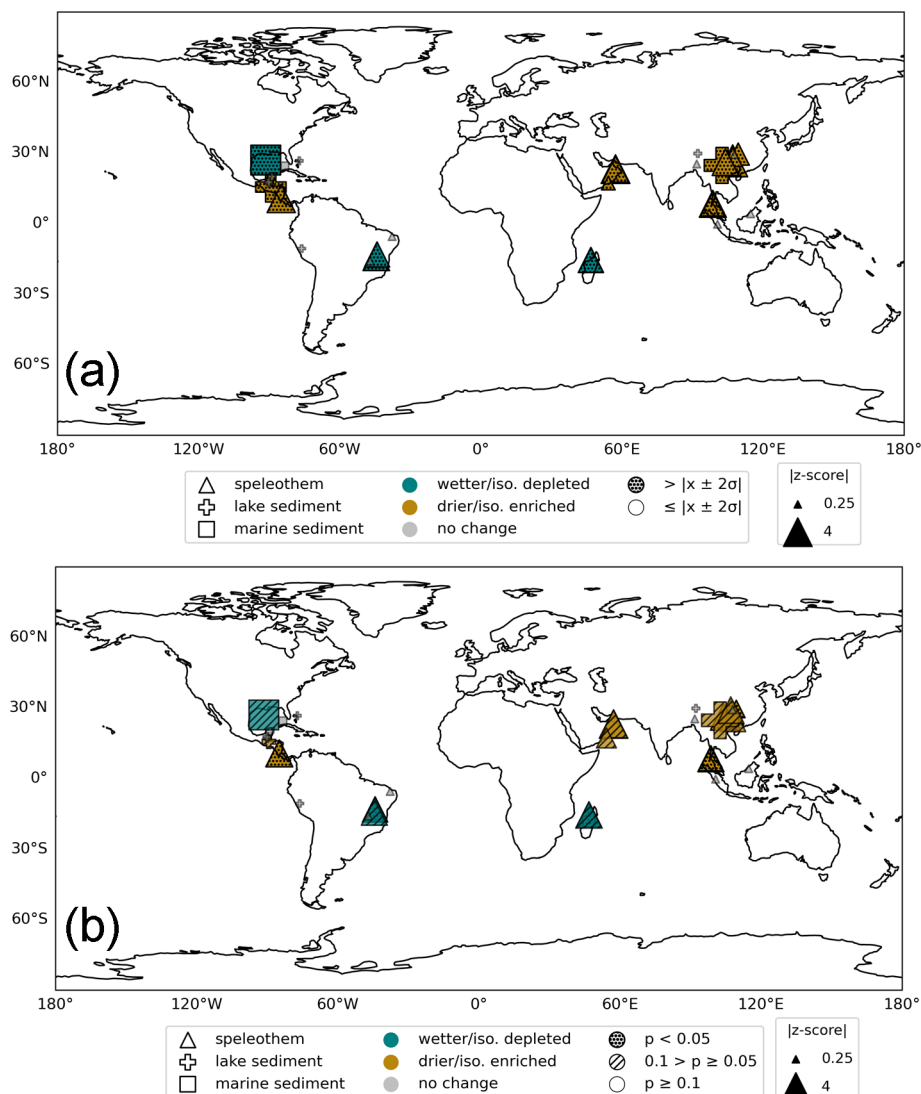 60°N
30°N
0°
30°S
60°S
(a)
180° 120°W 60°W 0° 60°E 120°E 180°
speleothem wetter/iso. depleted > |x ± 2σ| |z-score|
lake sediment drier/iso. enriched ≤ |x ± 2σ| 0.25
marine sediment no change 4
60°N
30°N
0°
30°S
60°S
(b)
180° 120°W 60°W 0° 60°E 120°E 180°
speleothem wetter/iso. depleted p < 0.05 |z-score|
lake sediment drier/iso. enriched 0.1 > p ≥ 0.05 0.25
marine sediment no change p ≥ 0.1 4